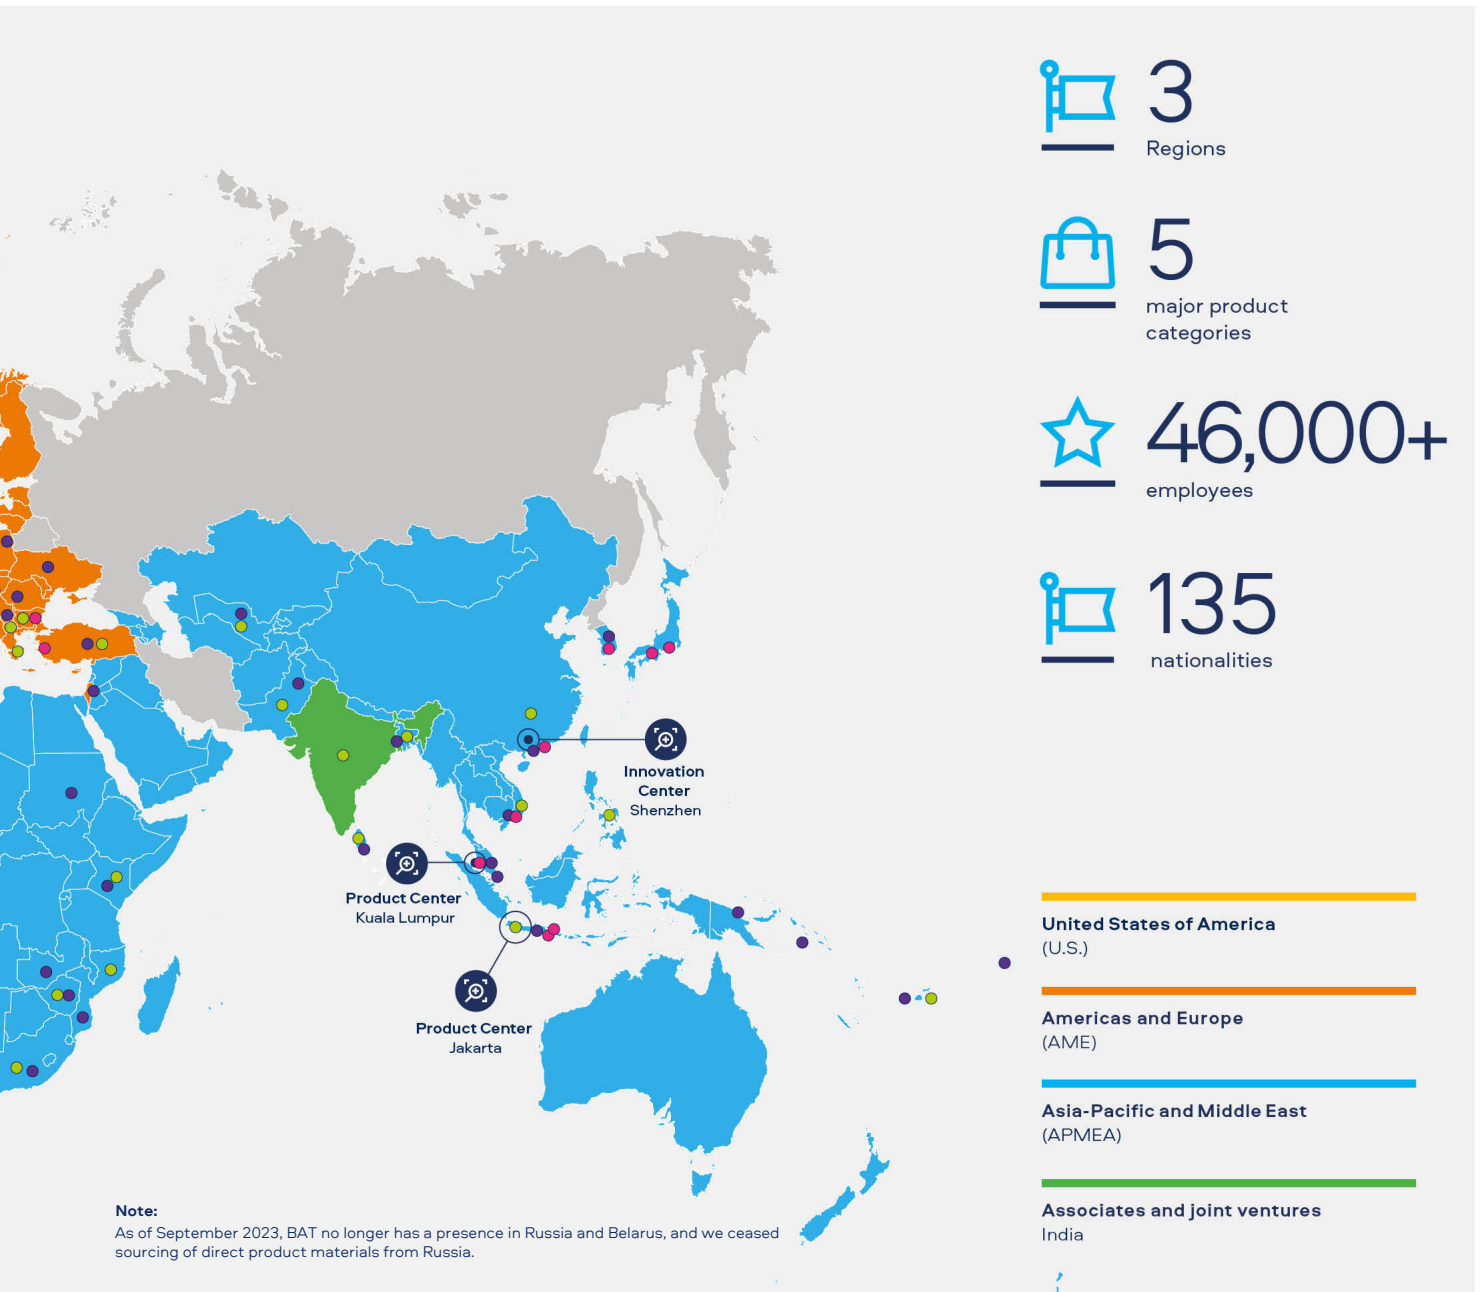 3
Regions
5
major product
categories
46,000+
employees
135
nationalities
Innovation
Center
Shenzhen
Product Center
Kuala Lumpur
Product Center
Jakarta
United States of America
(U.S.)
Americas and Europe
(AME)
Asia-Pacific and Middle East
(APMEA)
Associates and joint ventures
India
Note:
As of September 2023, BAT no longer has a presence in Russia and Belarus, and we ceased
sourcing of direct product materials from Russia.